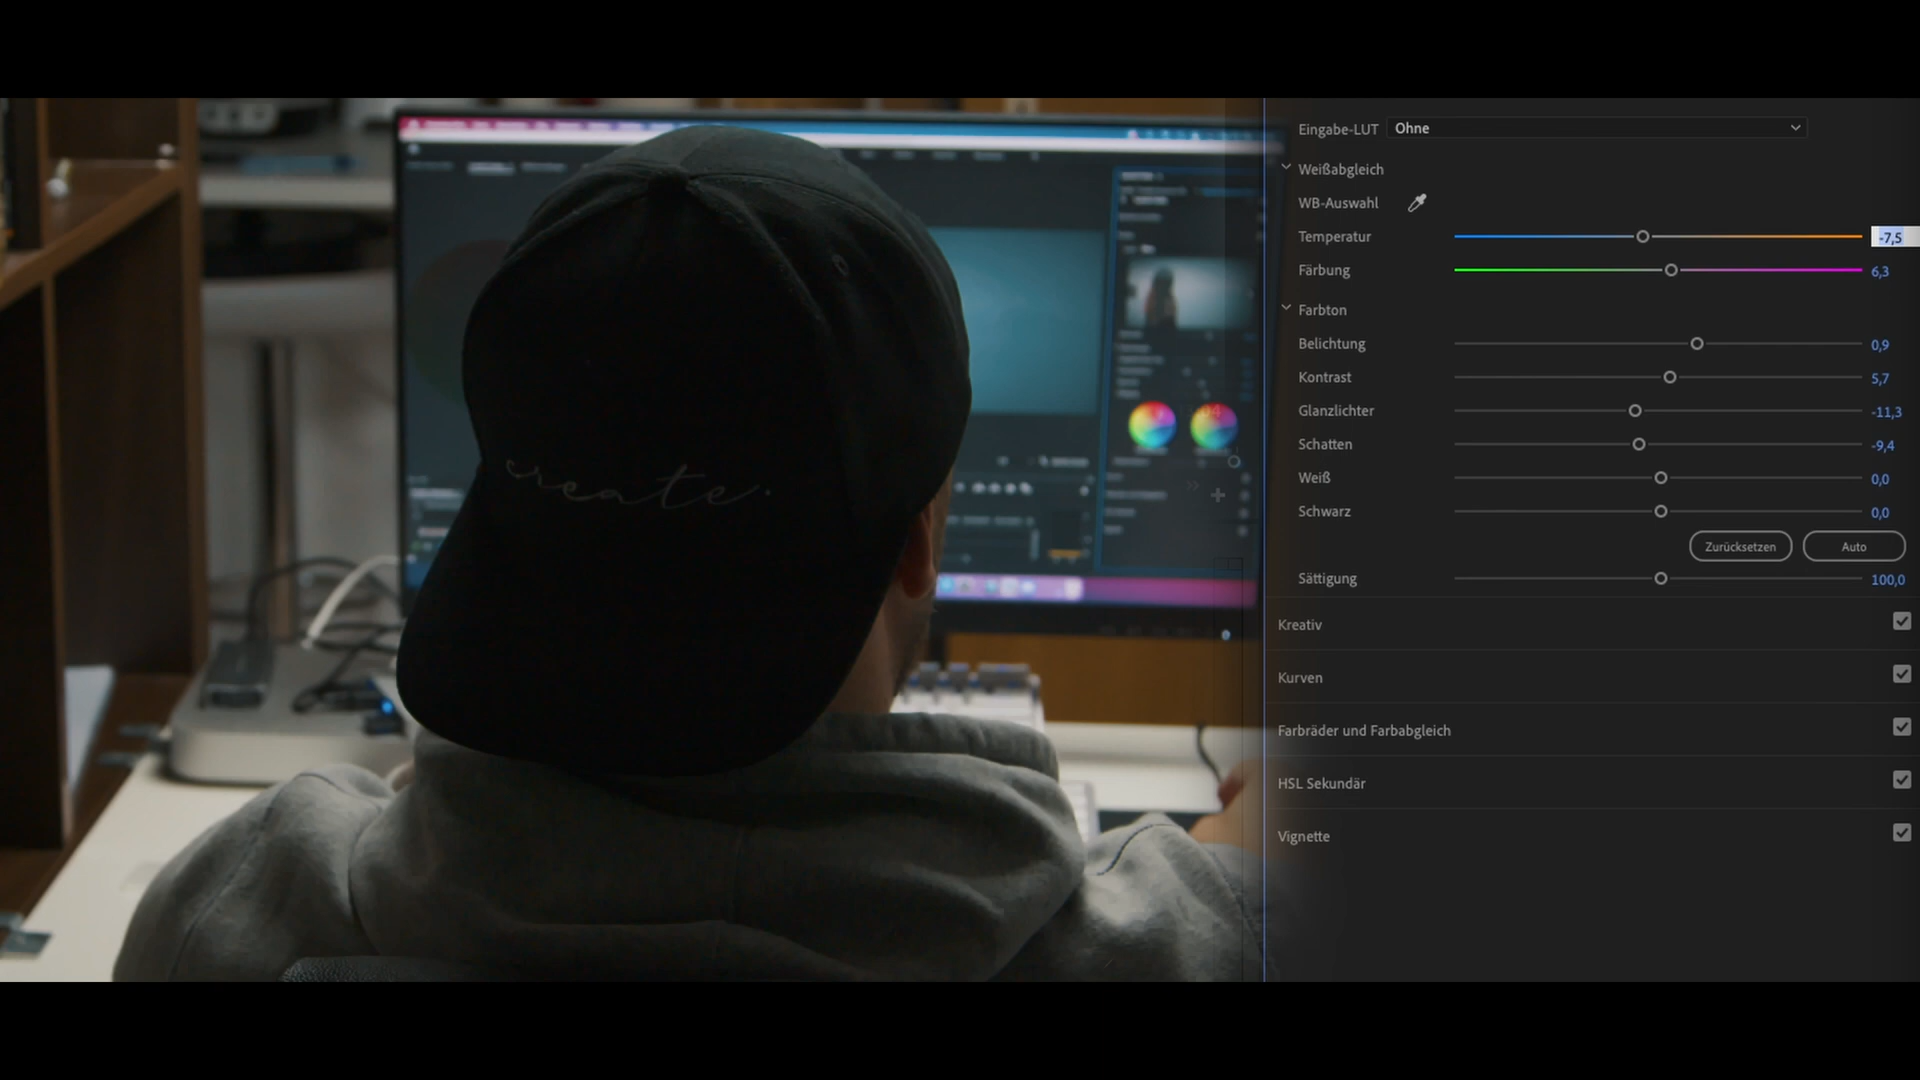 Eingabe-LUT Ohne
Weißabgleich
WB-Auswahl
Temperatur -7,5
Färbung 6,3
Farbton
Belichtung 0,9
Kontrast 5,7
Glanzlichter -11,3
Schatten -9,4
Weiß 0,0
Schwarz 0,0
Zurücksetzen Auto
Sättigung 100,0
Kreativ
Kurven
Farbräder und Farbabgleich
HSL Sekundär
Vignette
create.